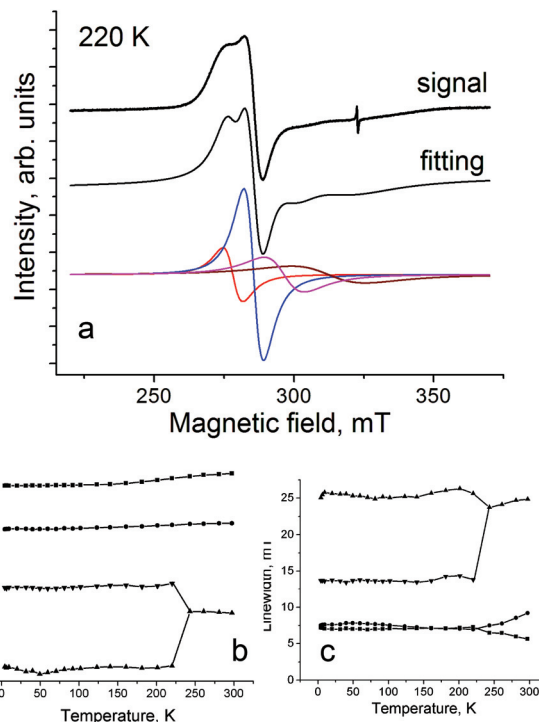 220 K
signal
fitting
Intensity, arb. units
a
250 300 350
Magnetic field, mT
b
0 50 100 150 200 250 300
Temperature, K
25
20
15
10
5
0
c
0 50 100 150 200 250 300
Temperature, K